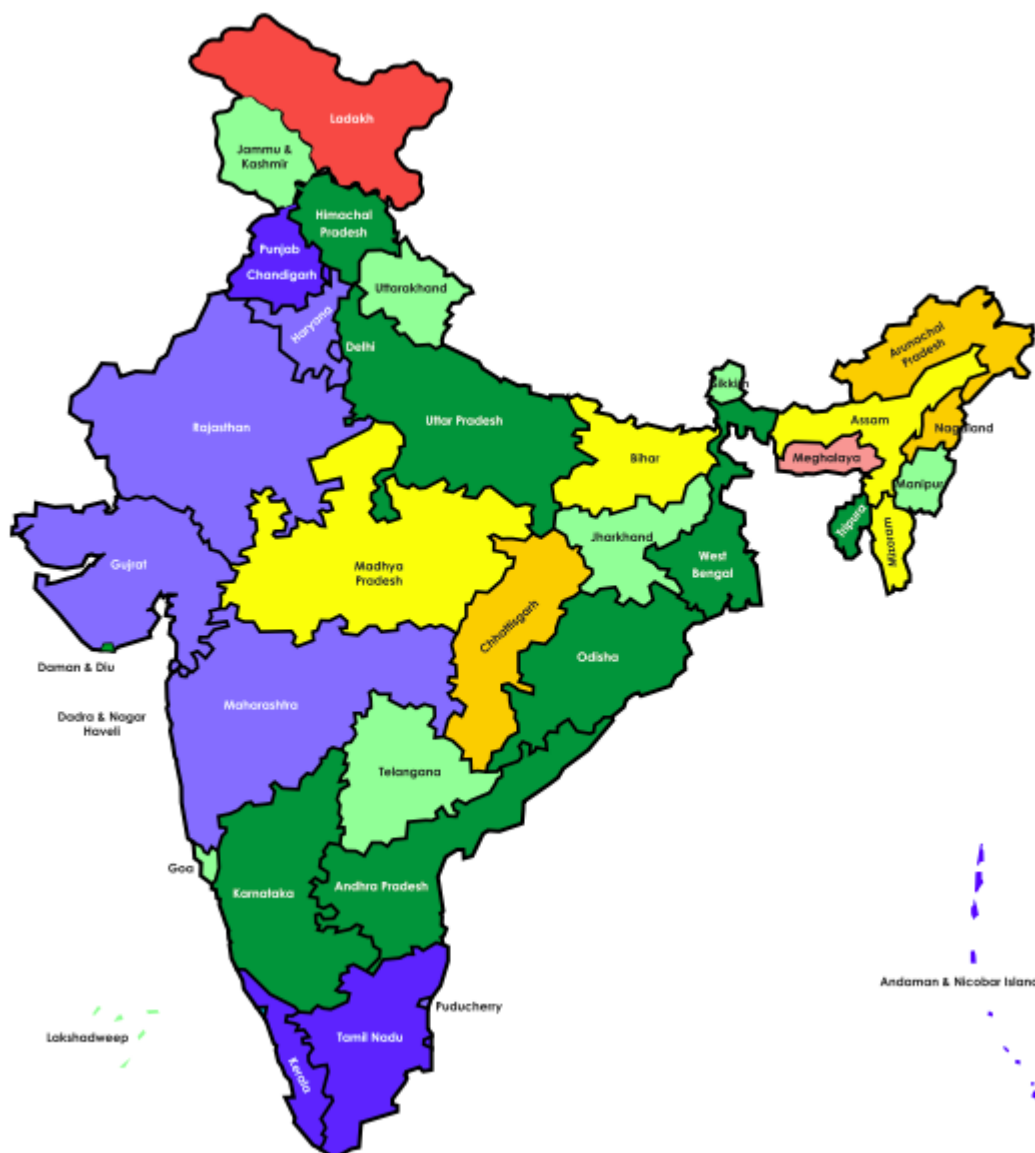 Ladakh
Jammu &
Kashmir
Himachal
Pradesh
Punjab
Chandigarh
Uttarakhand
Haryana
Delhi
Arunachal
Pradesh
Sikkim
Rajasthan
Uttar Pradesh
Assam
Nagaland
Bihar
Meghalaya
Manipur
Tripura
Jharkhand
Mizoram
Gujrat
Madhya
Pradesh
West
Bengal
Chhattisgarh
Odisha
Daman & Diu
Maharashtra
Dadra & Nagar
Haveli
Telangana
Goa
Karnataka
Andhra Pradesh
Andaman & Nicobar Island
Puducherry
Lakshadweep
Tamil Nadu
Kerala